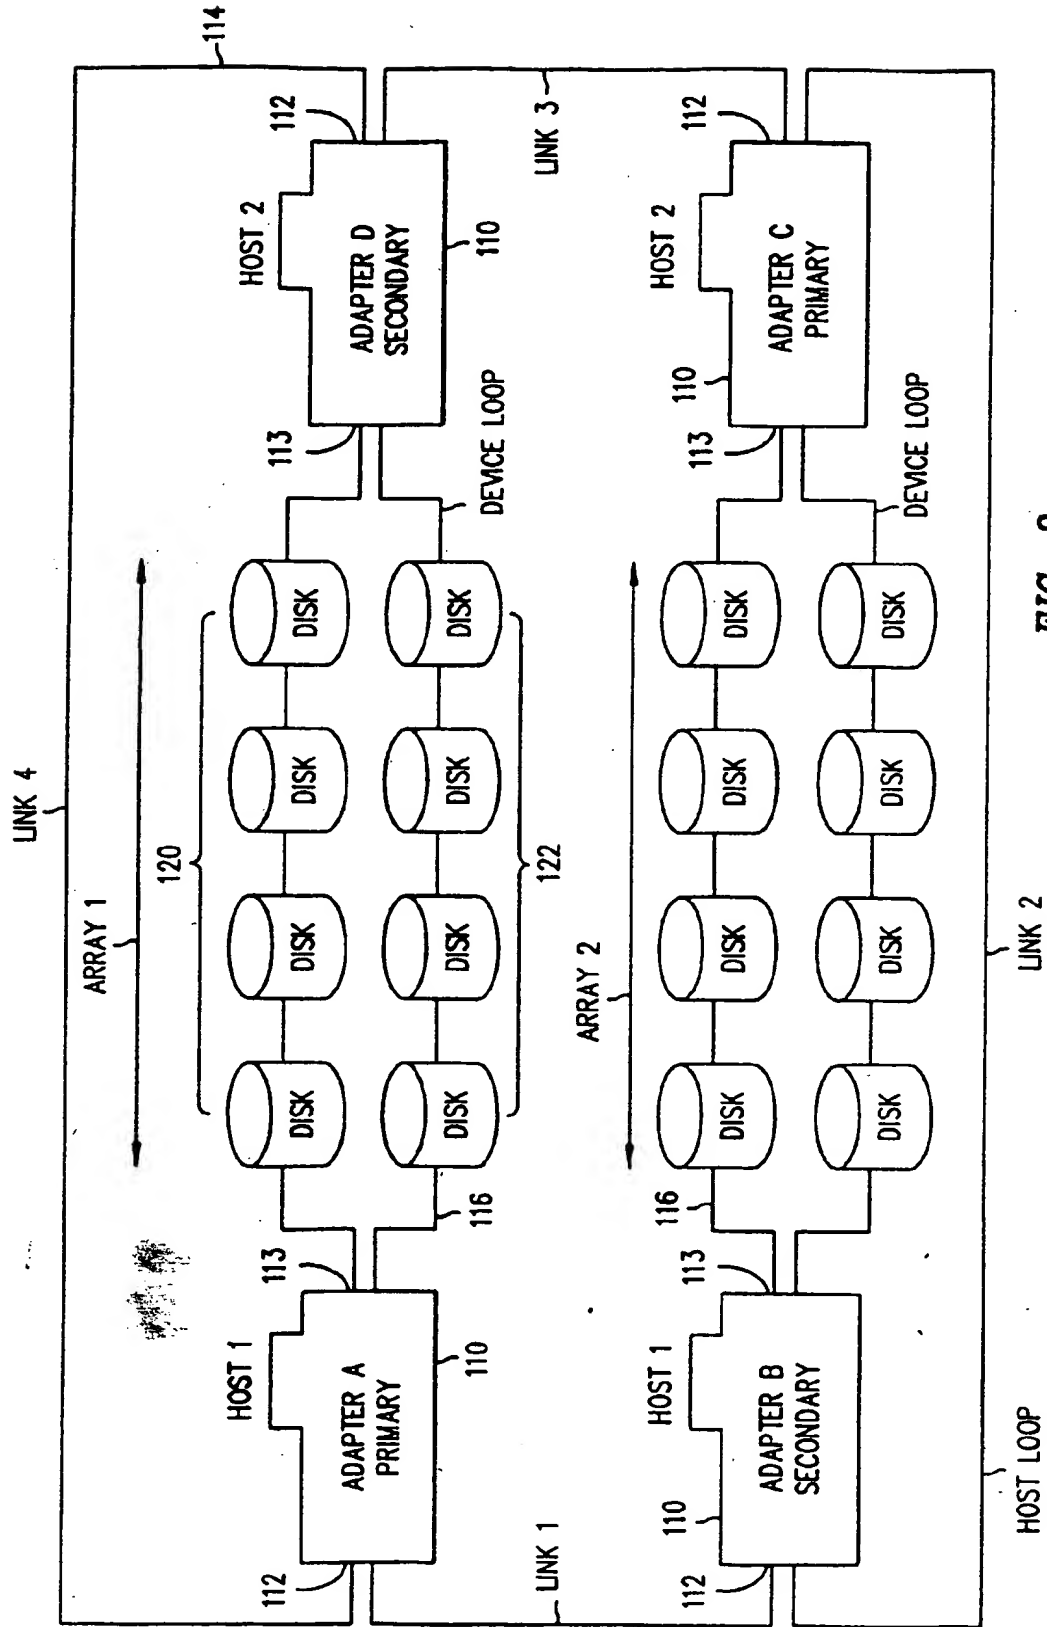 LINK 4
114
ARRAY 1
120
HOST 1
113
112
ADAPTER A
PRIMARY
110
116
DISK
DISK
DISK
DISK
DISK
DISK
DISK
DISK
122
HOST 2
113
112
ADAPTER D
SECONDARY
110
DEVICE LOOP
LINK 1
LINK 3
ARRAY 2
HOST 1
110
113
112
ADAPTER B
SECONDARY
116
DISK
DISK
DISK
DISK
DISK
DISK
DISK
DISK
HOST 2
110
113
112
ADAPTER C
PRIMARY
DEVICE LOOP
HOST LOOP
LINK 2